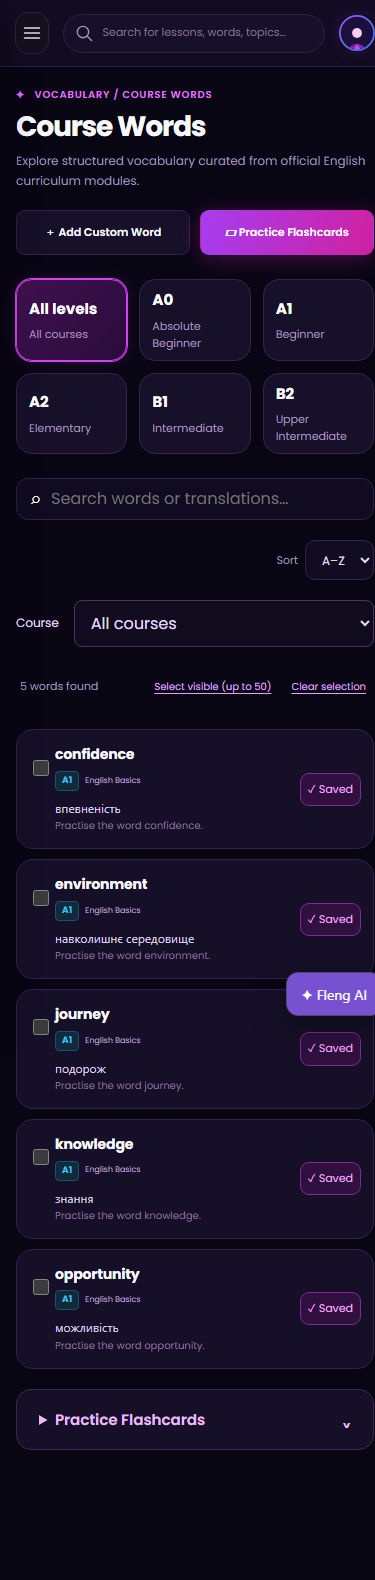 Search for lessons, words, topics...
✦ VOCABULARY / COURSE WORDS
Course Words
Explore structured vocabulary curated from official English
curriculum modules.
+ Add Custom Word
Practice Flashcards
All levels
All courses
A0
Absolute
Beginner
A1
Beginner
A2
Elementary
B1
Intermediate
B2
Upper
Intermediate
Search words or translations...
Sort
A–Z
Course
All courses
5 words found
Select visible (up to 50)
Clear selection
confidence
A1 English Basics
впевненість
Practise the word confidence.
✓ Saved
environment
A1 English Basics
навколишнє середовище
Practise the word environment.
✓ Saved
✦ Fleng AI
journey
A1 English Basics
подорож
Practise the word journey.
✓ Saved
knowledge
A1 English Basics
знання
Practise the word knowledge.
✓ Saved
opportunity
A1 English Basics
можливість
Practise the word opportunity.
✓ Saved
Practice Flashcards